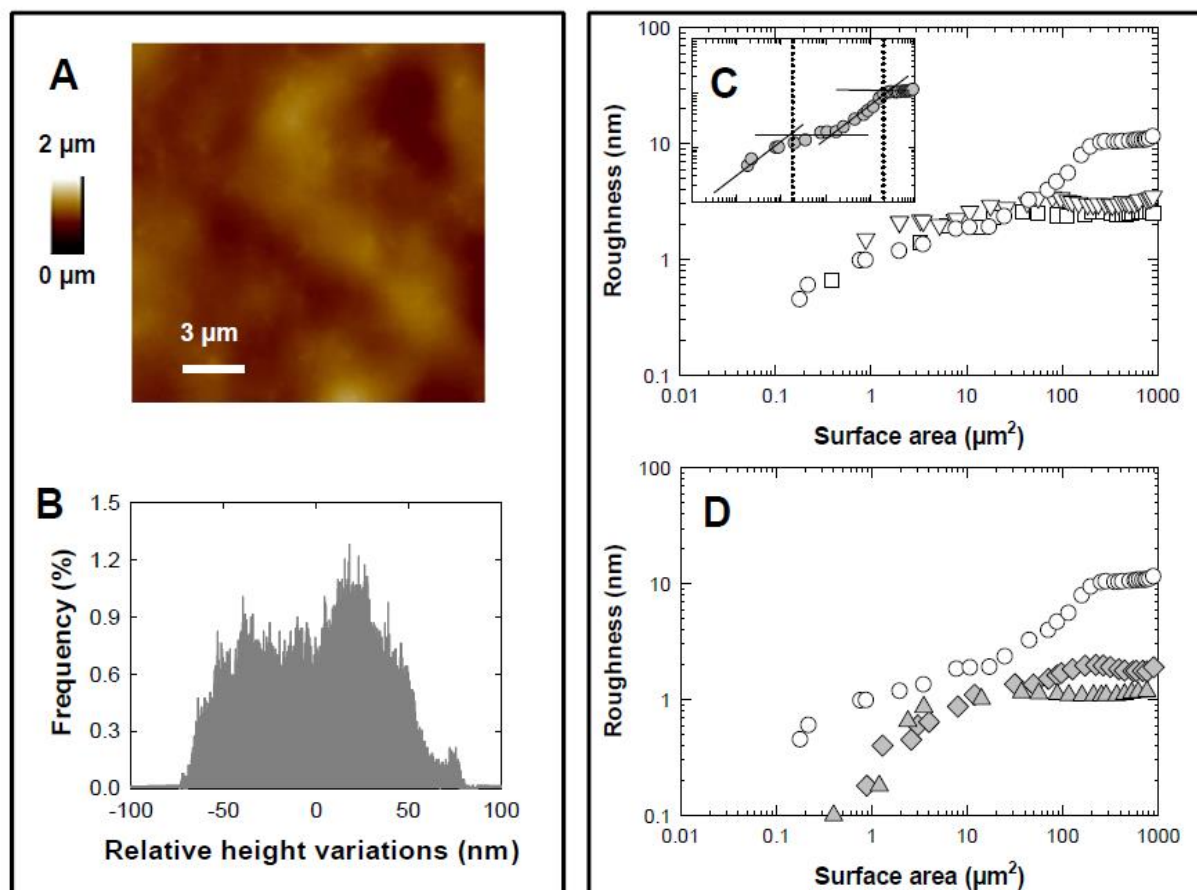 A
2 µm
0 µm
3 µm
B
1.5
1.2
0.9
0.6
0.3
0.0
Frequency (%)
-100
-50
0
50
100
Relative height variations (nm)
C
100
10
1
0.1
Roughness (nm)
0.01
0.1
1
10
100
1000
Surface area (µm²)
D
100
10
1
0.1
Roughness (nm)
0.01
0.1
1
10
100
1000
Surface area (µm²)